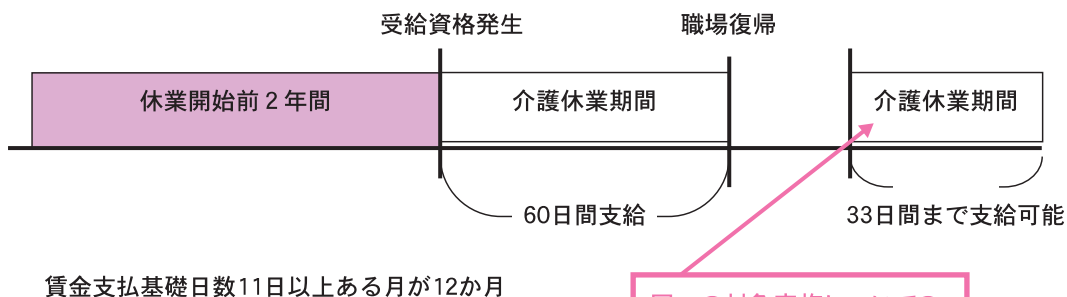 受給資格発生
職場復帰
休業開始前2年間
介護休業期間
介護休業期間
60日間支給
33日間まで支給可能
賃金支払基礎日数11日以上ある月が12か月